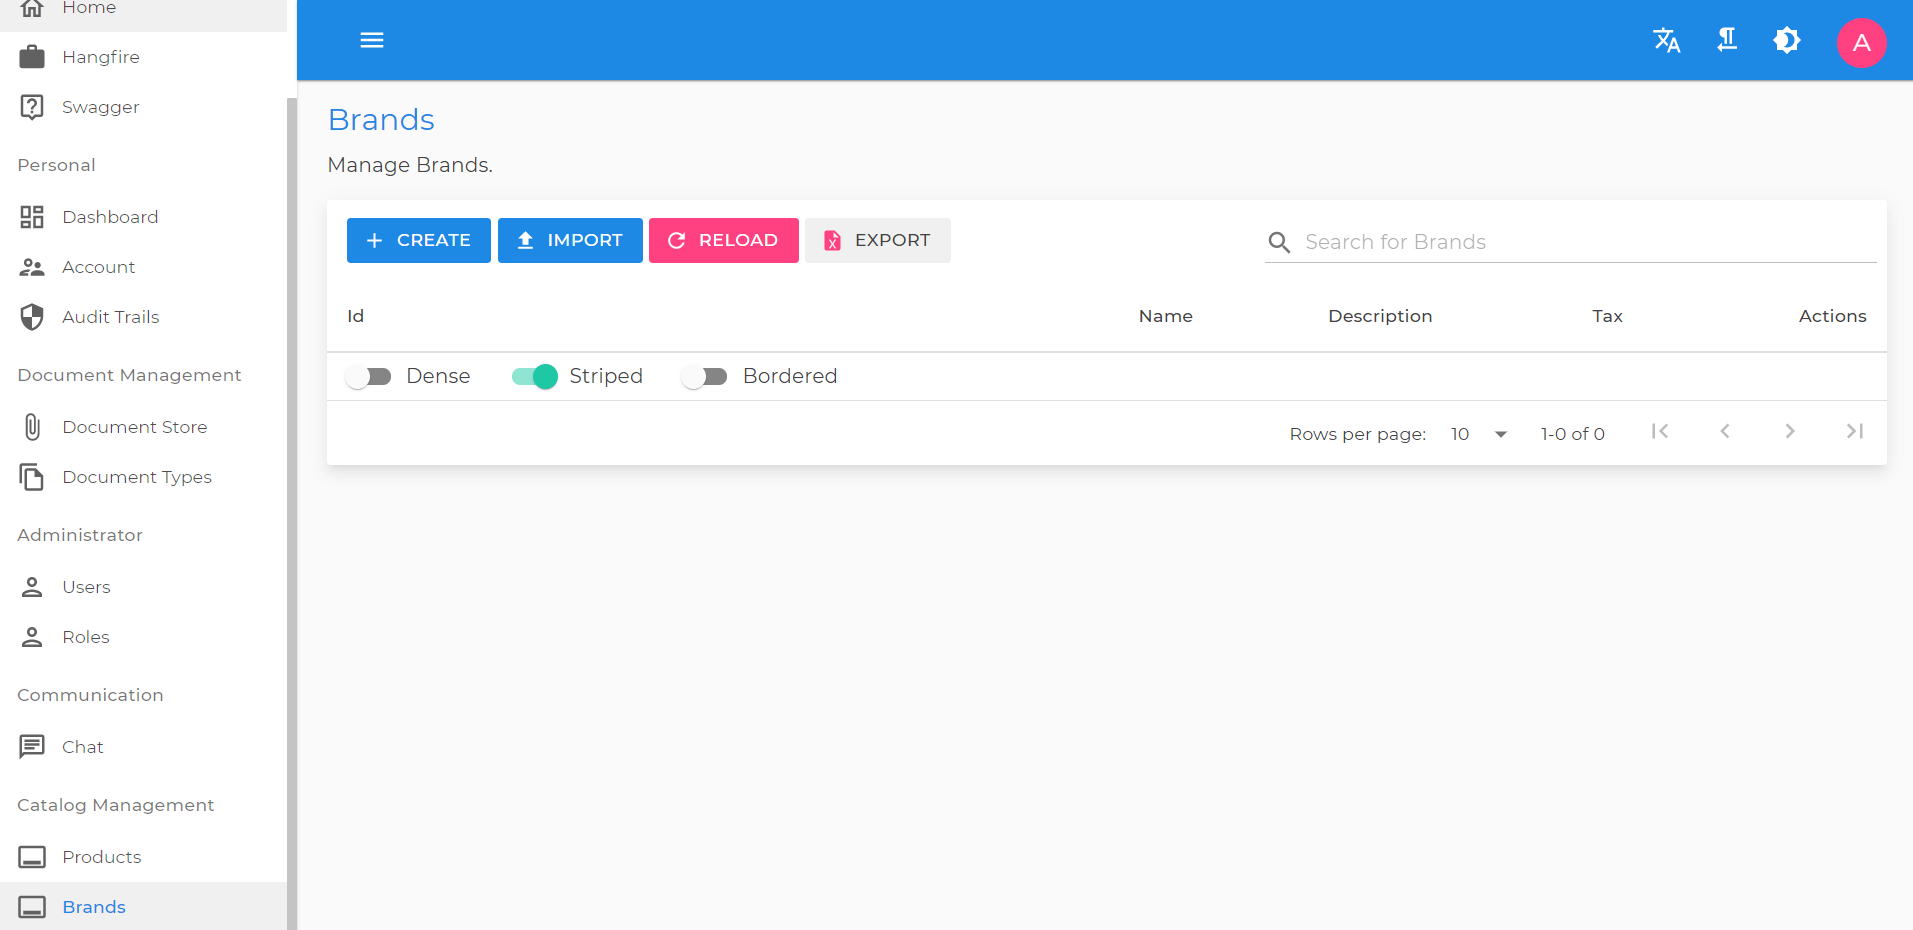 Home
Hangfire
Swagger
Personal
Dashboard
Account
Audit Trails
Document Management
Document Store
Document Types
Administrator
Users
Roles
Communication
Chat
Catalog Management
Products
Brands
A
Brands
Manage Brands.
CREATE IMPORT RELOAD EXPORT Search for Brands
Id Name Description Tax Actions
Dense Striped Bordered
Rows per page: 10 1-0 of 0